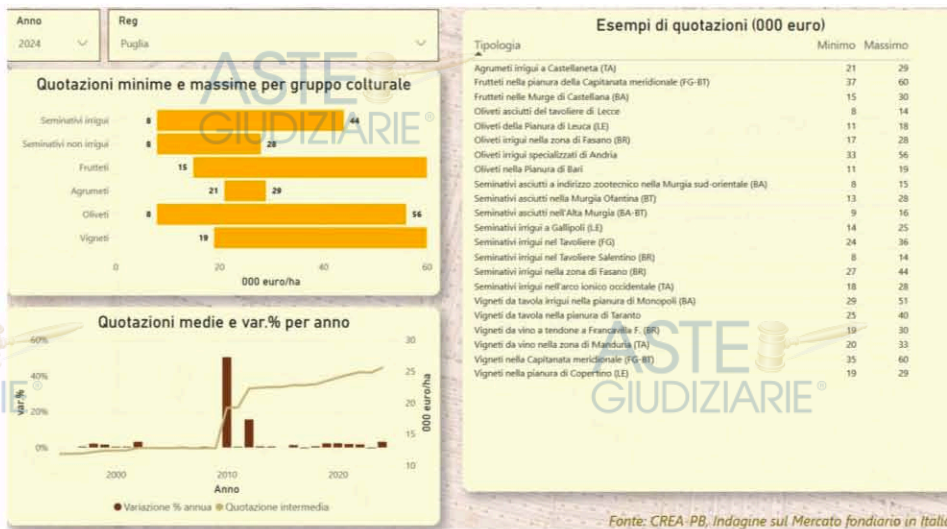 Anno
2024
Reg
Puglia
Quotazioni minime e massime per gruppo colturale
Seminativi irrigui 8 44
Seminativi non irrigui 8 28
Frutteti 15
Agrumeti 21 29
Oliveti 8 56
Vigneti 19
0 20 40 60
000 euro/ha
Quotazioni medie e var.% per anno
60% 30
40% 25
20% 20
15
0% 10
var.%
000 euro/ha
2000 2010 2020
Anno
Variazione % annua Quotazione intermedia
Esempi di quotazioni (000 euro)
Tipologia Minimo Massimo
Agrumeti irrigui a Castellaneta (TA) 21 29
Frutteti nella pianura della Capitanata meridionale (FG-BT) 37 60
Frutteti nelle Murge di Castellana (BA) 15 30
Oliveti asciutti del tavoliere di Lecce 8 14
Oliveti della Pianura di Leuca (LE) 11 18
Oliveti irrigui nella zona di Fasano (BR) 17 28
Oliveti irrigui specializzati di Andria 33 56
Oliveti nella Pianura di Bari 11 19
Seminativi asciutti a indirizzo zootecnico nella Murgia sud-orientale (BA) 8 15
Seminativi asciutti nella Murgia Ofantina (BT) 13 28
Seminativi asciutti nell'Alta Murgia (BA-BT) 9 16
Seminativi irrigui a Gallipoli (LE) 14 25
Seminativi irrigui nel Tavoliere (FG) 24 36
Seminativi irrigui nel Tavoliere Salentino (BR) 8 14
Seminativi irrigui nella zona di Fasano (BR) 27 44
Seminativi irrigui nell'arco ionico occidentale (TA) 18 28
Vigneti da tavola irrigui nella pianura di Monopoli (BA) 29 51
Vigneti da tavola nella pianura di Taranto 25 40
Vigneti da vino a tendone a Francavilla F. (BR) 19 30
Vigneti da vino nella zona di Manduria (TA) 20 33
Vigneti nella Capitanata meridionale (FG-BT) 35 60
Vigneti nella pianura di Copertino (LE) 19 29
Fonte: CREA-PB, Indagine sul Mercato fondiario in Italia
ASTE
GIUDIZIARIE®
ASTE
GIUDIZIARIE®